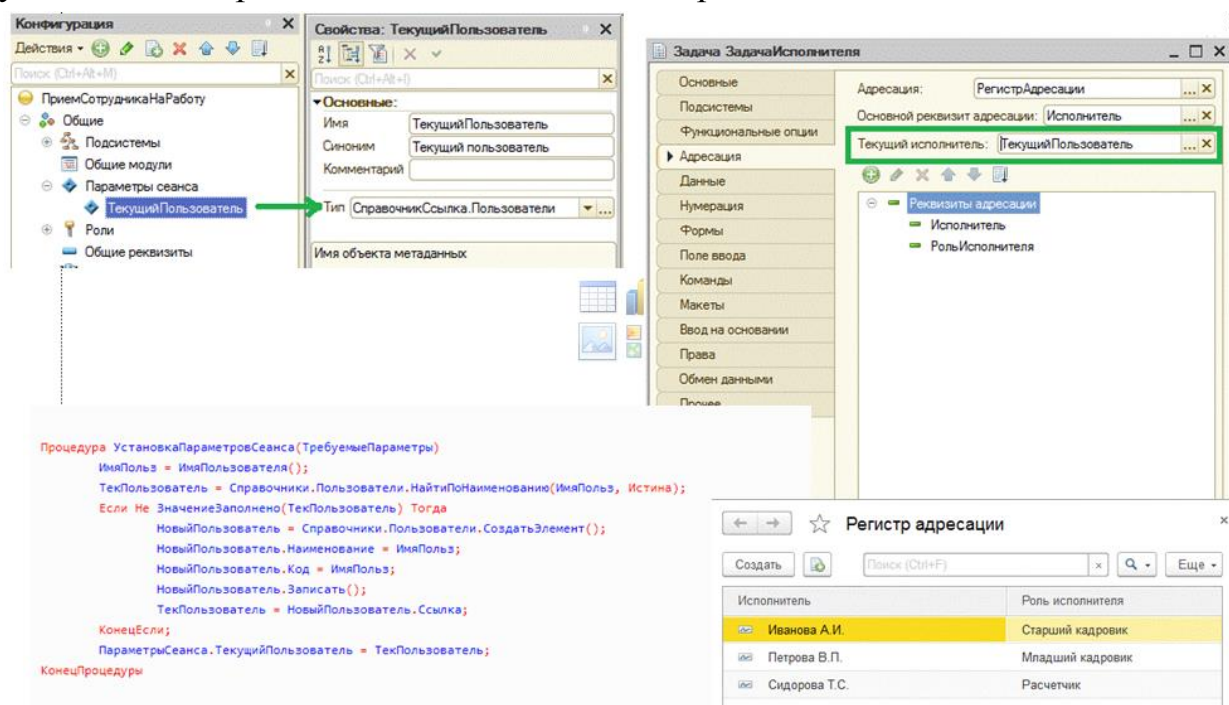 Конфигурация
Действия
Поиск (Ctrl+Alt+M)
ПриемСотрудникаНаРаботу
Общие
Подсистемы
Общие модули
Параметры сеанса
ТекущийПользователь
Роли
Общие реквизиты
Свойства: ТекущийПользователь
Поиск (Ctrl+Alt+I)
Основные:
Имя ТекущийПользователь
Синоним Текущий пользователь
Комментарий
Тип СправочникСсылка.Пользователи
Имя объекта метаданных
Задача ЗадачаИсполнителя
Основные
Подсистемы
Функциональные опции
Адресация
Данные
Нумерация
Формы
Поле ввода
Команды
Макеты
Ввод на основании
Права
Обмен данными
Прочее
Адресация: РегистрАдресации
Основной реквизит адресации: Исполнитель
Текущий исполнитель: ТекущийПользователь
Реквизиты адресации
Исполнитель
РольИсполнителя
Процедура УстановкаПараметровСеанса(ТребуемыеПараметры)
ИмяПольз = ИмяПользователя();
ТекПользователь = Справочники.Пользователи.НайтиПоНаименованию(ИмяПольз, Истина);
Если Не ЗначениеЗаполнено(ТекПользователь) Тогда
НовыйПользователь = Справочники.Пользователи.СоздатьЭлемент();
НовыйПользователь.Наименование = ИмяПольз;
НовыйПользователь.Код = ИмяПольз;
НовыйПользователь.Записать();
ТекПользователь = НовыйПользователь.Ссылка;
КонецЕсли;
ПараметрыСеанса.ТекущийПользователь = ТекПользователь;
КонецПроцедуры
Регистр адресации
Создать Поиск (Ctrl+F) × Еще
Исполнитель Роль исполнителя
Иванова А.И. Старший кадровик
Петрова В.П. Младший кадровик
Сидорова Т.С. Расчетчик